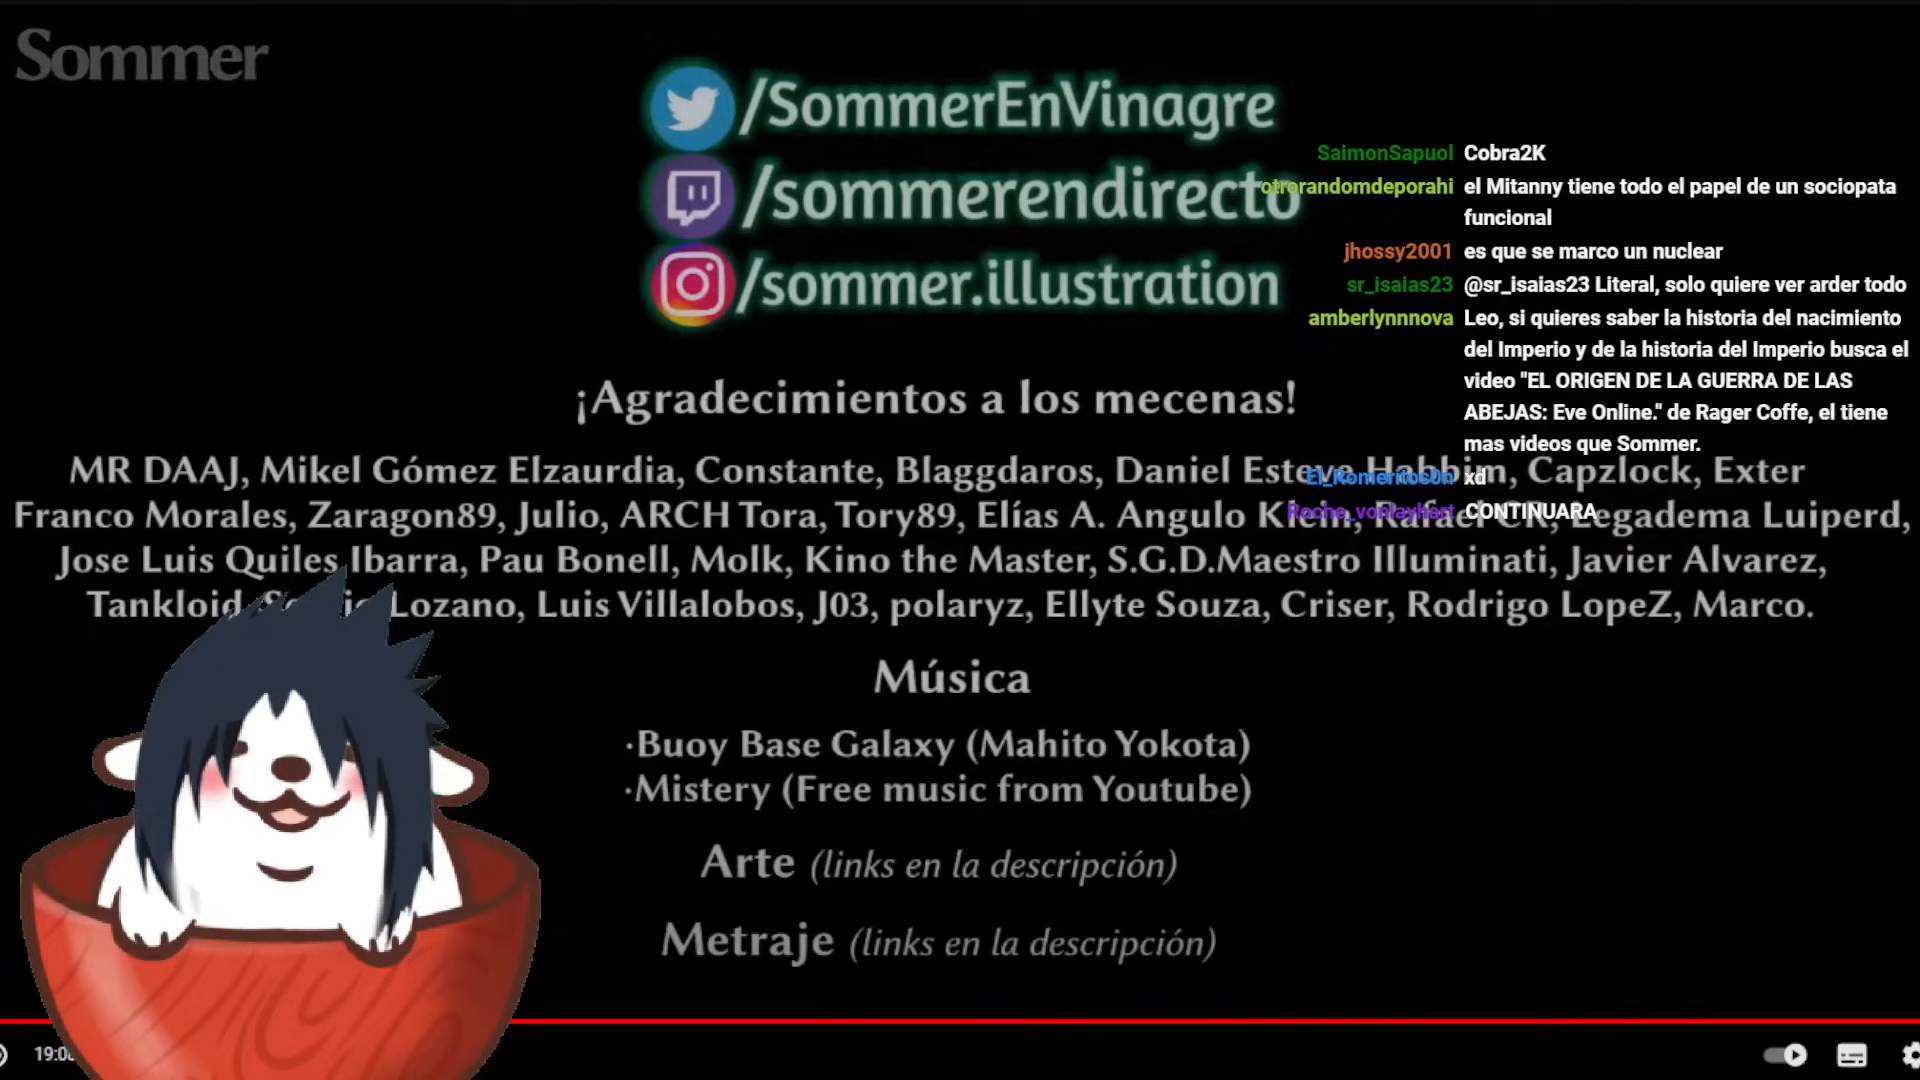 Sommer
/SommerEnVinagre
/sommerendirecto
/sommer.illustration
¡Agradecimientos a los mecenas!
MR DAAJ, Mikel Gómez Elzaurdia, Constante, Blaggdaros, Daniel Esteve Habbim, Capzlock, Exter
Franco Morales, Zaragon89, Julio, ARCH Tora, Tory89, Elías A. Angulo Klein, Rafael CR, Legadema Luiperd,
Jose Luis Quiles Ibarra, Pau Bonell, Molk, Kino the Master, S.G.D.Maestro Illuminati, Javier Alvarez,
Tankloid, Lozano, Luis Villalobos, J03, polaryz, Ellyte Souza, Criser, Rodrigo LopeZ, Marco.
Música
·Buoy Base Galaxy (Mahito Yokota)
·Mistery (Free music from Youtube)
Arte (links en la descripción)
Metraje (links en la descripción)
SaimonSapuol Cobra2K
otrorandomdeporahi el Mitanny tiene todo el papel de un sociopata
funcional
jhossy2001 es que se marco un nuclear
sr_isaias23 @sr_isaias23 Literal, solo quiere ver arder todo
amberlynnnova Leo, si quieres saber la historia del nacimiento
del Imperio y de la historia del Imperio busca el
video "EL ORIGEN DE LA GUERRA DE LAS
ABEJAS: Eve Online." de Rager Coffe, el tiene
mas videos que Sommer.
El_Romeritos0n xd
CONTINUARA